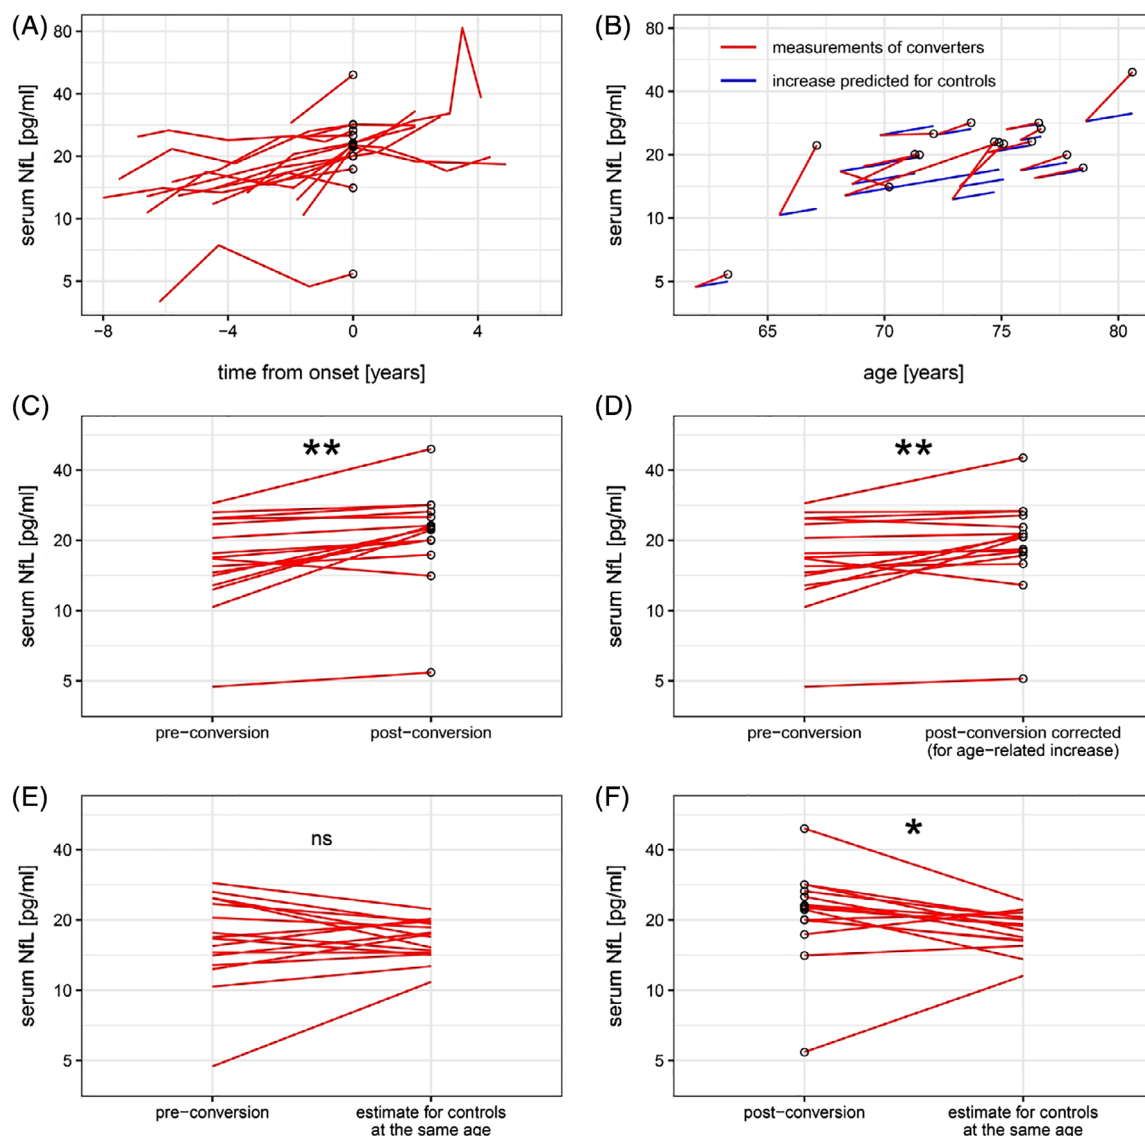 (A)
serum NfL [pg/ml]
80
40
20
10
5
−8
−4
0
4
time from onset [years]
(B)
serum NfL [pg/ml]
80
40
20
10
5
measurements of converters
increase predicted for controls
65
70
75
80
age [years]
(C)
serum NfL [pg/ml]
40
20
10
5
**
pre−conversion
post−conversion
(D)
serum NfL [pg/ml]
40
20
10
5
**
pre−conversion
post−conversion corrected
(for age−related increase)
(E)
serum NfL [pg/ml]
40
20
10
5
ns
pre−conversion
estimate for controls
at the same age
(F)
serum NfL [pg/ml]
40
20
10
5
*
post−conversion
estimate for controls
at the same age